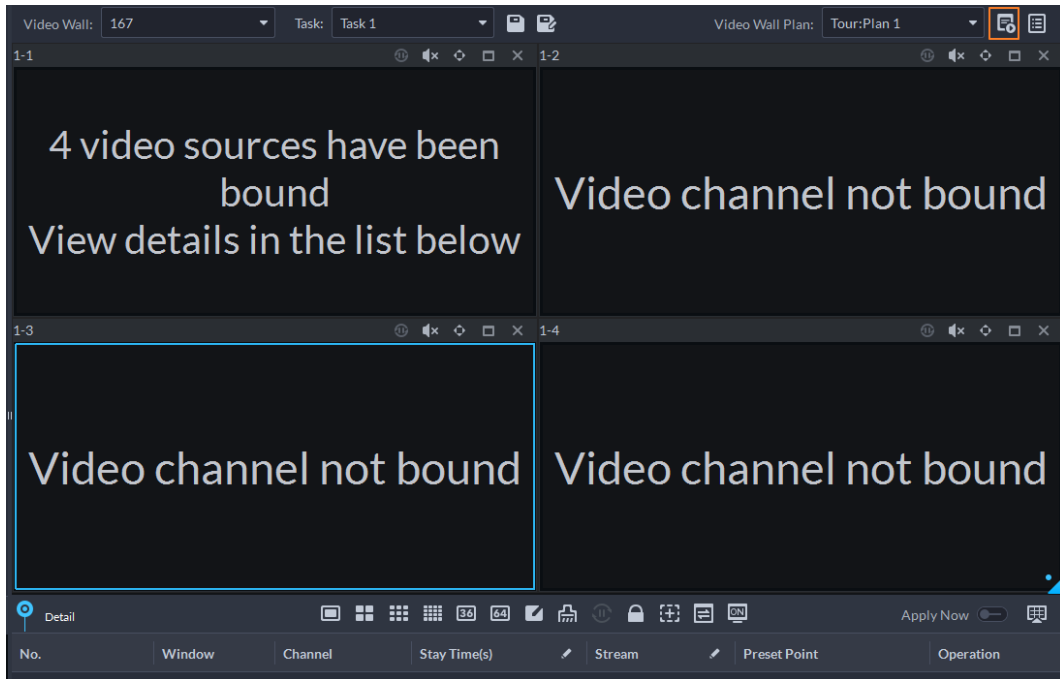 Video Wall: 167 Task: Task 1 Video Wall Plan: Tour:Plan 1
1-1
4 video sources have been
bound
View details in the list below
1-2
Video channel not bound
1-3
Video channel not bound
1-4
Video channel not bound
Detail 36 64 ON Apply Now
No. Window Channel Stay Time(s) Stream Preset Point Operation